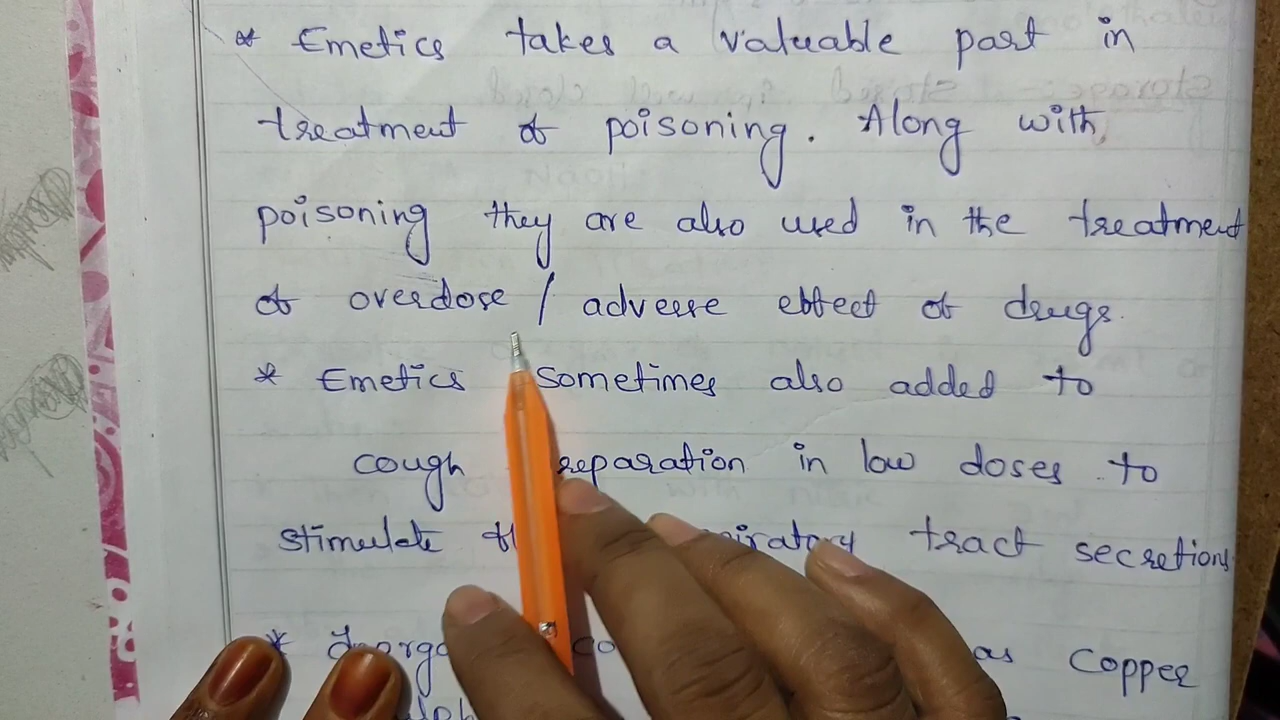 * Emetics takes a valuable part in
treatment of poisoning. Along with
poisoning they are also used in the treatment
of overdose / adverse effect of drugs.
* Emetics sometimes also added to
cough reparation in low doses to
stimulate tract secretions
* as Copper